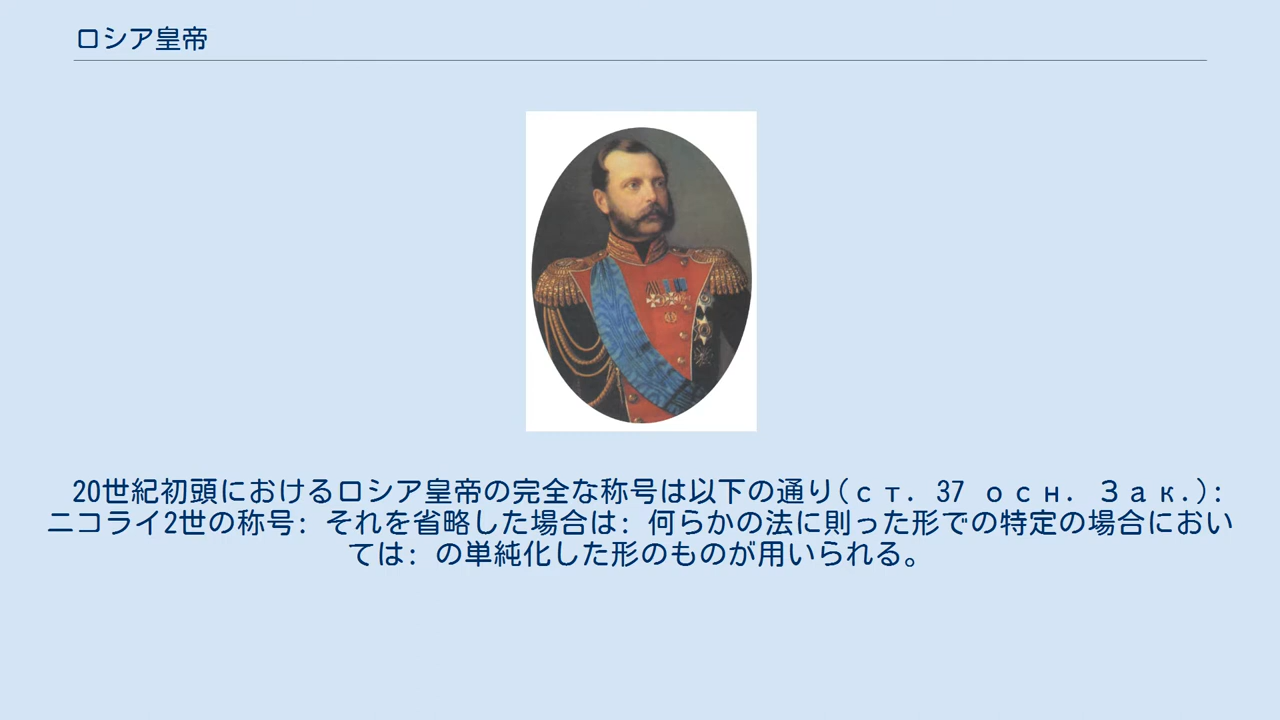 ロシア皇帝
20世紀初頭におけるロシア皇帝の完全な称号は以下の通り(ст. 37 осн. Зак.):
ニコライ2世の称号: それを省略した場合は: 何らかの法に則った形での特定の場合におい
ては: の単純化した形のものが用いられる。